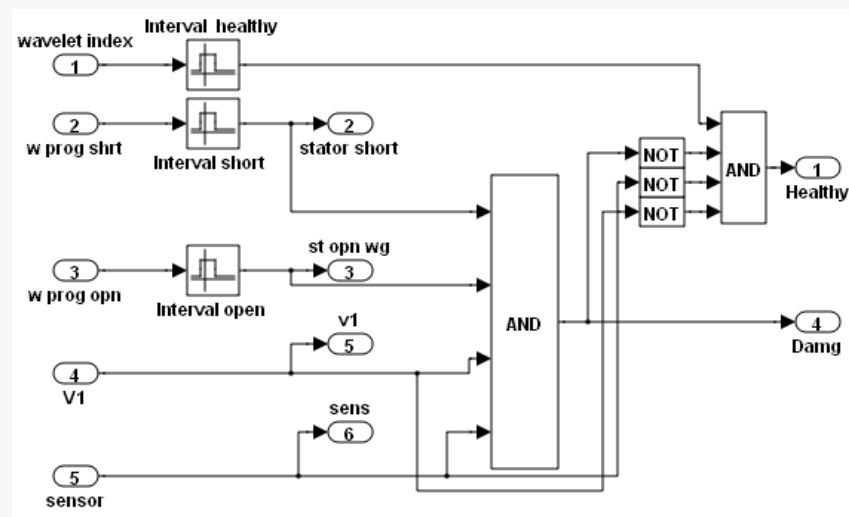 Interval healthy
wavelet index
1
2
w prog shrt
Interval short
2
stator short
NOT
NOT
NOT
AND
1
Healthy
3
w prog opn
Interval open
st opn wg
3
AND
4
Damg
v1
5
4
V1
sens
6
5
sensor